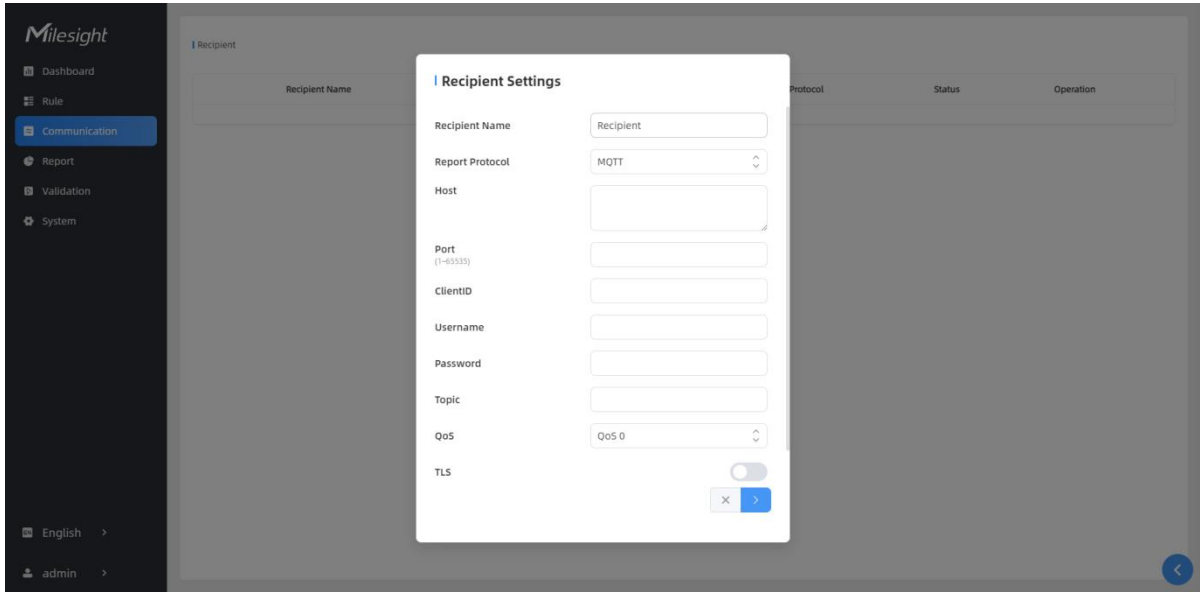 Milesight
Dashboard
Rule
Communication
Report
Validation
System
English
admin
Recipient
Recipient Name
Protocol
Status
Operation
Recipient Settings
Recipient Name
Recipient
Report Protocol
MQTT
Host
Port
(1-65535)
ClientID
Username
Password
Topic
QoS
QoS 0
TLS